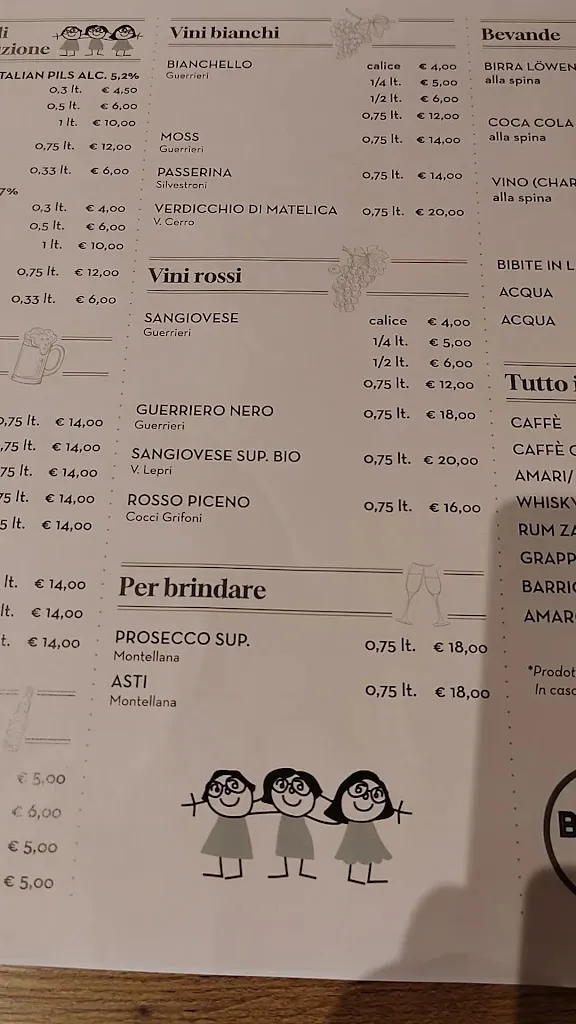 li
zione
TALIAN PILS ALC. 5,2%
0,3 lt. € 4,50
0,5 lt. € 6,00
1 lt. € 10,00
0,75 lt. € 12,00
0,33 lt. € 6,00
7%
0,3 lt. € 4,00
0,5 lt. € 6,00
1 lt. € 10,00
0,75 lt. € 12,00
0,33 lt. € 6,00
0,75 lt. € 14,00
,75 lt. € 14,00
75 lt. € 14,00
75 lt. € 14,00
5 lt. € 14,00
lt. € 14,00
lt. € 14,00
t. € 14,00
€ 5,00
€ 6,00
€ 5,00
€ 5,00
Vini bianchi
BIANCHELLO calice € 4,00
Guerrieri 1/4 lt. € 5,00
1/2 lt. € 6,00
0,75 lt. € 12,00
MOSS 0,75 lt. € 14,00
Guerrieri
PASSERINA 0,75 lt. € 14,00
Silvestroni
VERDICCHIO DI MATELICA 0,75 lt. € 20,00
V. Cerro
Vini rossi
SANGIOVESE calice € 4,00
Guerrieri 1/4 lt. € 5,00
1/2 lt. € 6,00
0,75 lt. € 12,00
GUERRIERO NERO 0,75 lt. € 18,00
Guerrieri
SANGIOVESE SUP. BIO 0,75 lt. € 20,00
V. Lepri
ROSSO PICENO 0,75 lt. € 16,00
Cocci Grifoni
Per brindare
PROSECCO SUP. 0,75 lt. € 18,00
Montellana
ASTI 0,75 lt. € 18,00
Montellana
Bevande
BIRRA LÖWEN
alla spina
COCA COLA
alla spina
VINO (CHAR
alla spina
BIBITE IN L
ACQUA
ACQUA
Tutto i
CAFFÈ
CAFFÈ C
AMARI/
WHISKY
RUM ZA
GRAPP
BARRIC
AMAR
*Prodot
In casc
B